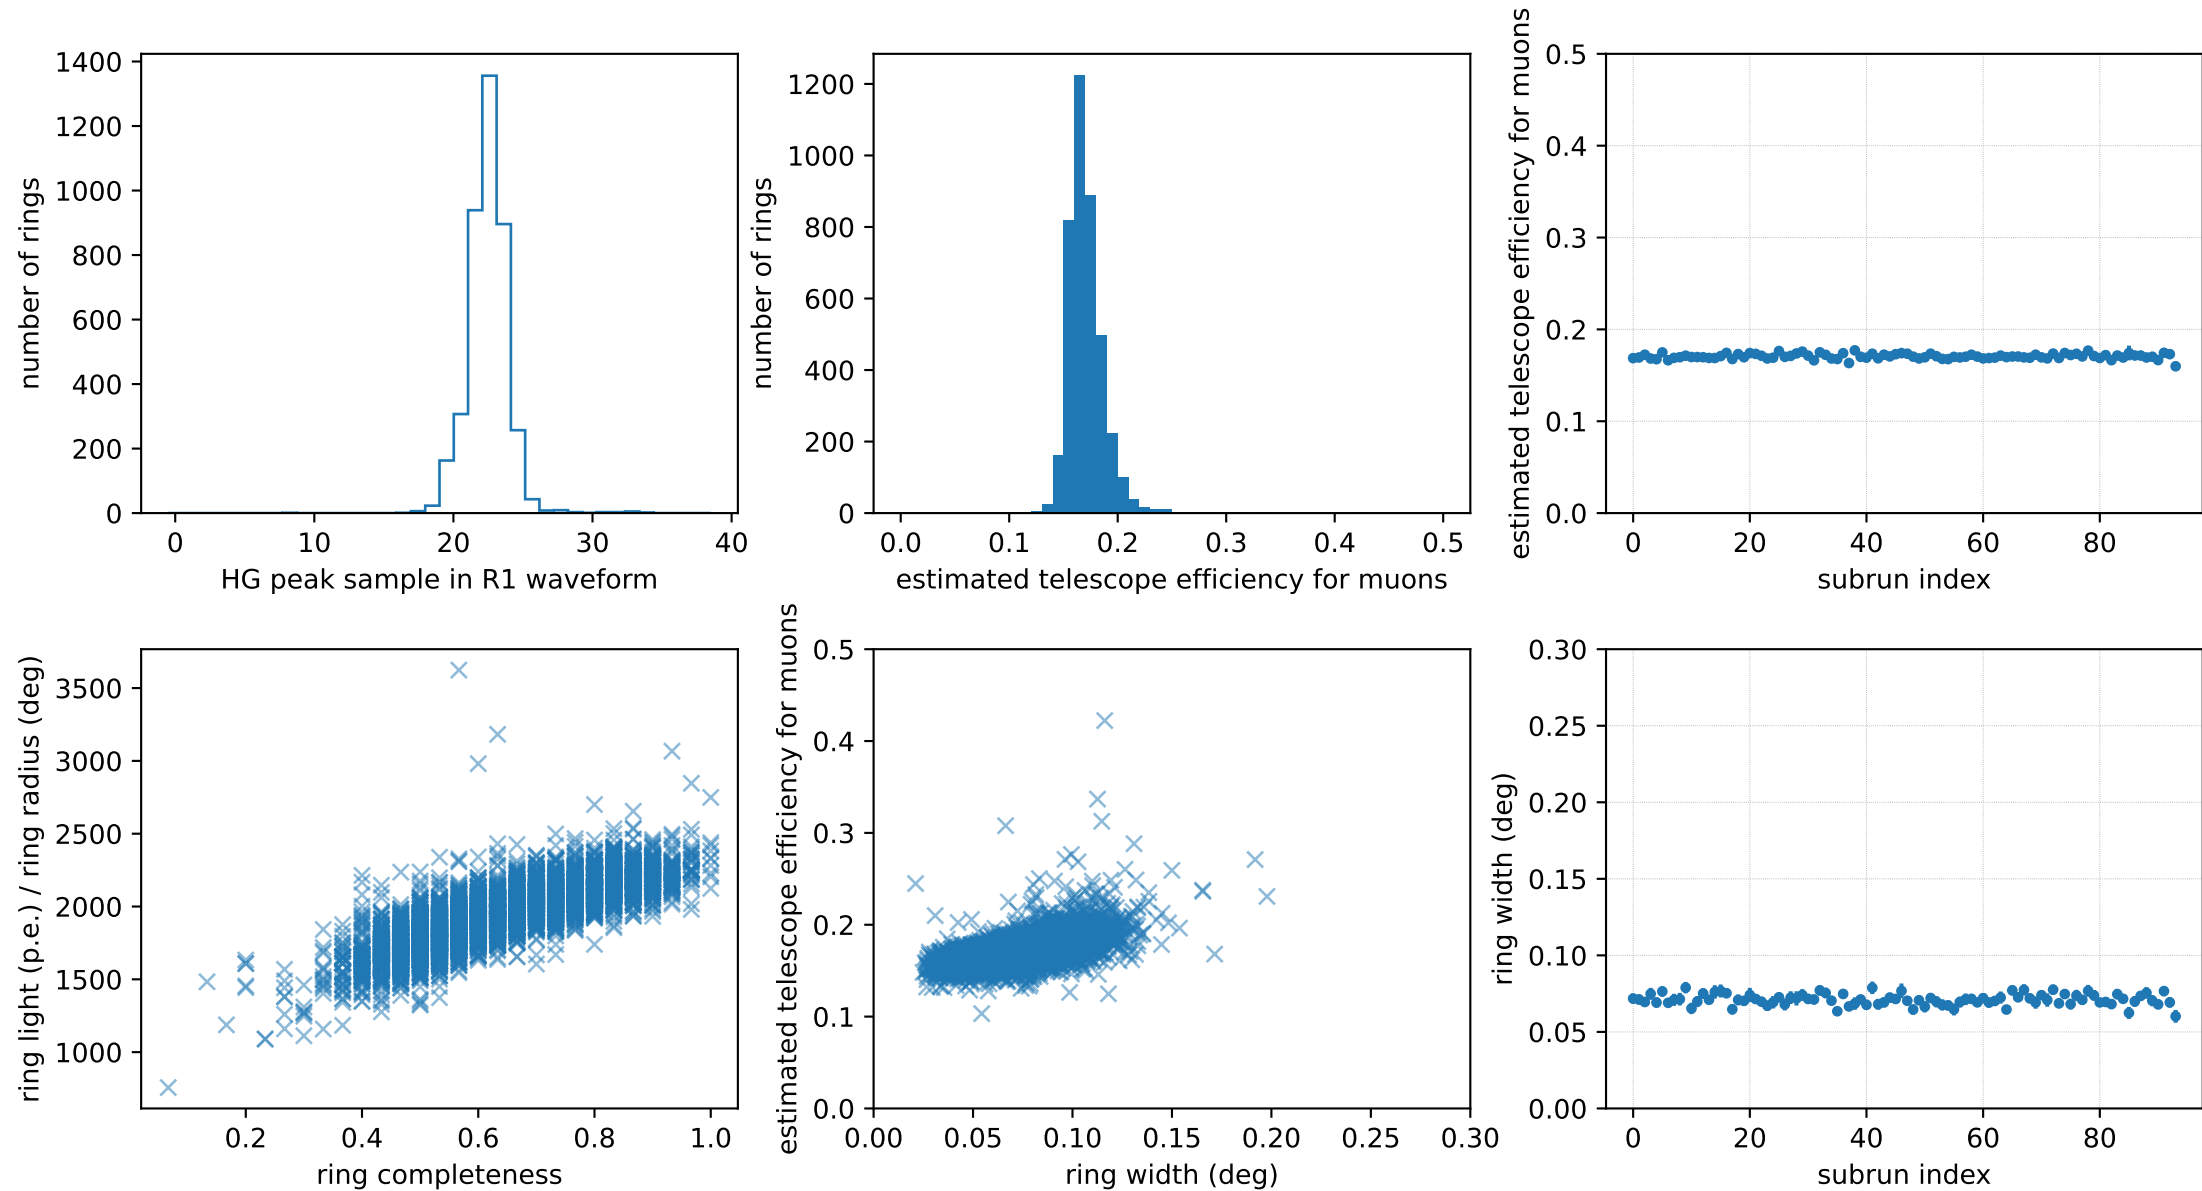 1400
1200
1000
800
600
400
200
0
number of rings
0 10 20 30 40
HG peak sample in R1 waveform
1200
1000
800
600
400
200
0
number of rings
0.0 0.1 0.2 0.3 0.4 0.5
estimated telescope efficiency for muons
0.5
0.4
0.3
0.2
0.1
0.0
estimated telescope efficiency for muons
0 20 40 60 80
subrun index
3500
3000
2500
2000
1500
1000
ring light (p.e.) / ring radius (deg)
0.2 0.4 0.6 0.8 1.0
ring completeness
0.5
0.4
0.3
0.2
0.1
0.0
estimated telescope efficiency for muons
0.00 0.05 0.10 0.15 0.20 0.25 0.30
ring width (deg)
0.30
0.25
0.20
0.15
0.10
0.05
0.00
ring width (deg)
0 20 40 60 80
subrun index